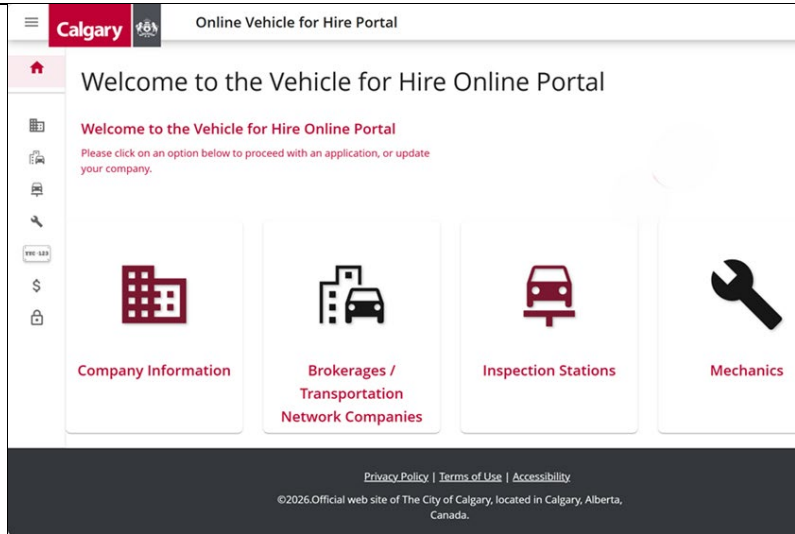 Calgary
Online Vehicle for Hire Portal
Welcome to the Vehicle for Hire Online Portal
Welcome to the Vehicle for Hire Online Portal
Please click on an option below to proceed with an application, or update
your company.
YYC-123
$
Company Information
Brokerages /
Transportation
Network Companies
Inspection Stations
Mechanics
Privacy Policy | Terms of Use | Accessibility
©2026.Official web site of The City of Calgary, located in Calgary, Alberta,
Canada.